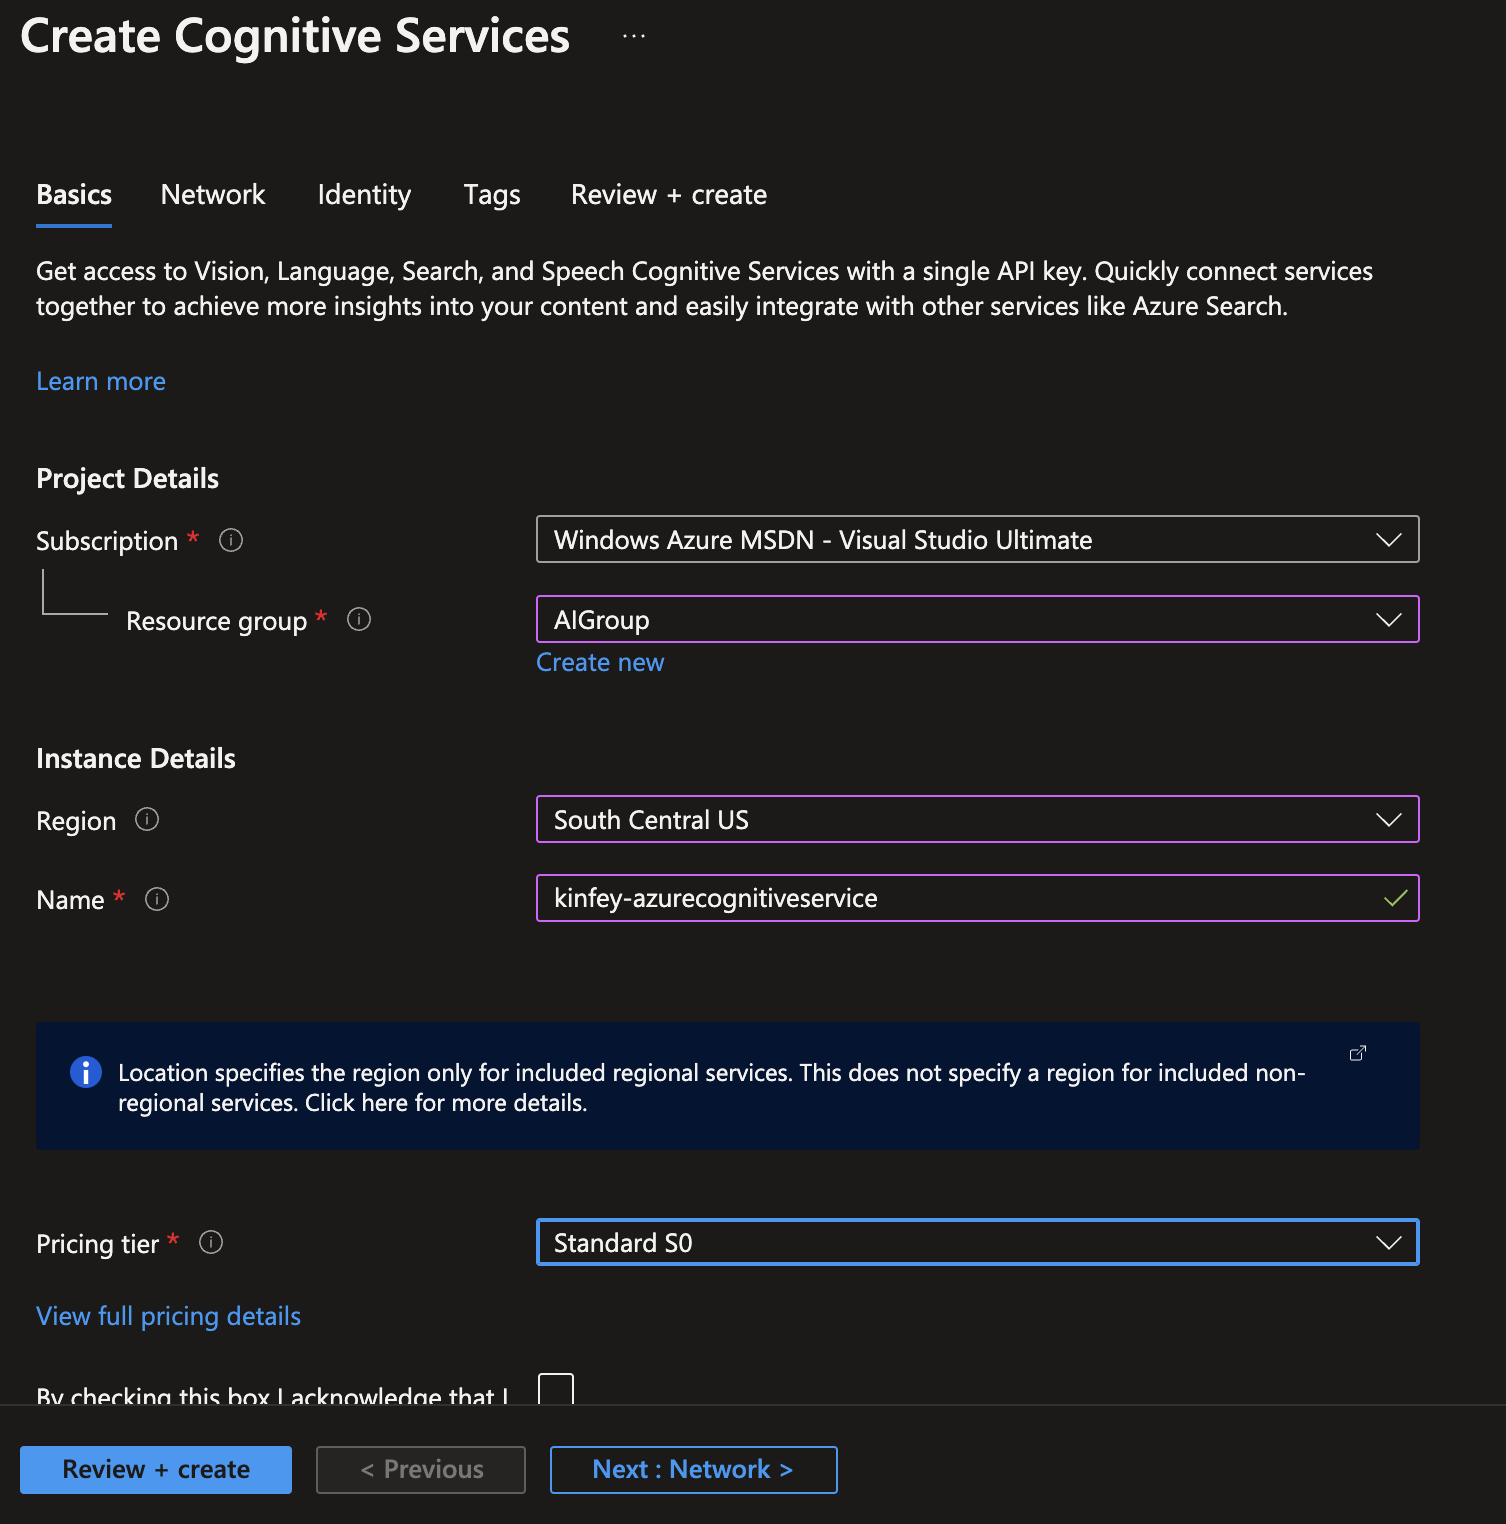 Create Cognitive Services ...
Basics Network Identity Tags Review + create
Get access to Vision, Language, Search, and Speech Cognitive Services with a single API key. Quickly connect services
together to achieve more insights into your content and easily integrate with other services like Azure Search.
Learn more
Project Details
Subscription * Windows Azure MSDN - Visual Studio Ultimate
Resource group * AIGroup
Create new
Instance Details
Region South Central US
Name * kinfey-azurecognitiveservice
Location specifies the region only for included regional services. This does not specify a region for included non-
regional services. Click here for more details.
Pricing tier * Standard S0
View full pricing details
By checking this box I acknowledge that I
Review + create < Previous Next : Network >